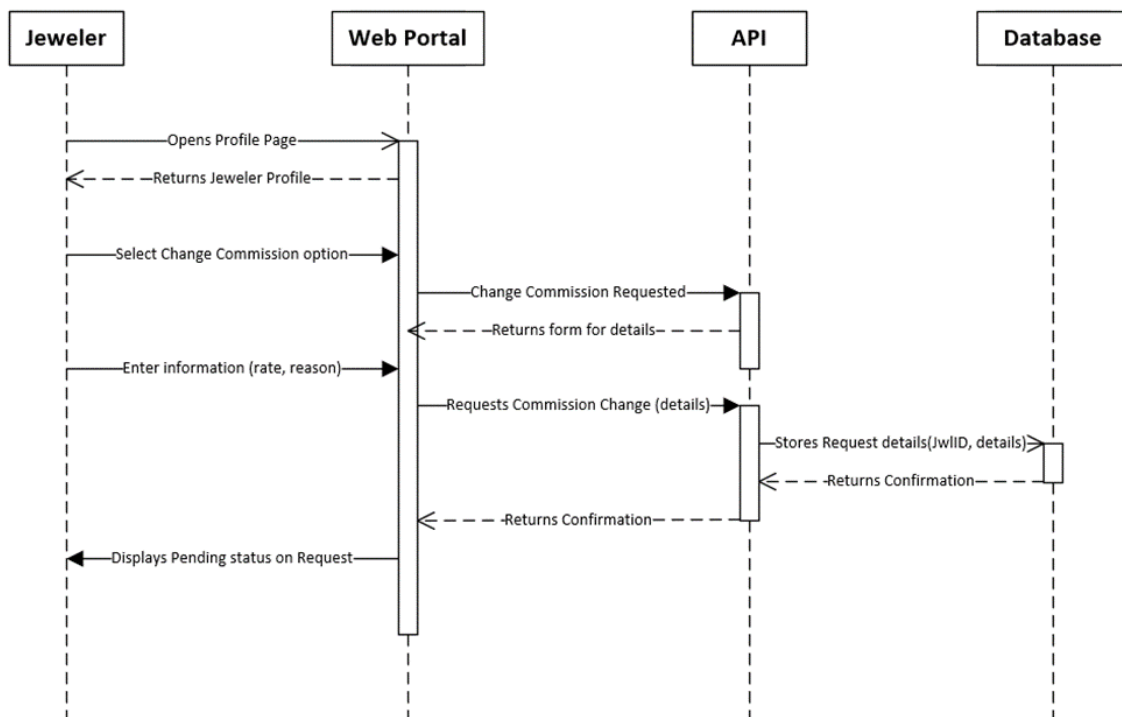 Jeweler
Web Portal
API
Database
Opens Profile Page
Returns Jeweler Profile
Select Change Commission option
Change Commission Requested
Returns form for details
Enter information (rate, reason)
Requests Commission Change (details)
Stores Request details(JwlID, details)
Returns Confirmation
Returns Confirmation
Displays Pending status on Request